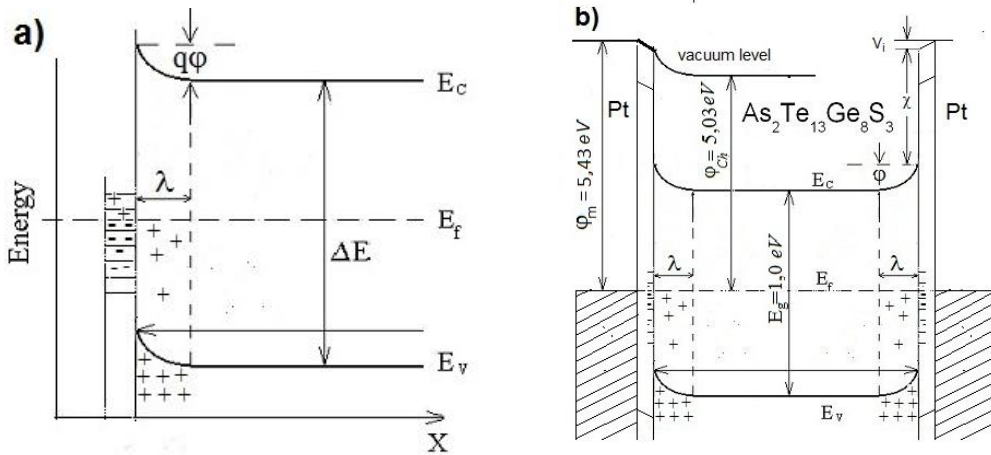 a)
qφ
E_C
λ
Energy
E_f
ΔE
E_V
X
b)
vacuum level
V_i
Pt
As₂Te₁₃Ge₈S₃
Pt
χ
φ_m = 5,43 eV
φ_Ch = 5,03 eV
φ
E_C
λ
λ
E_f
E_g=1,0 eV
E_V